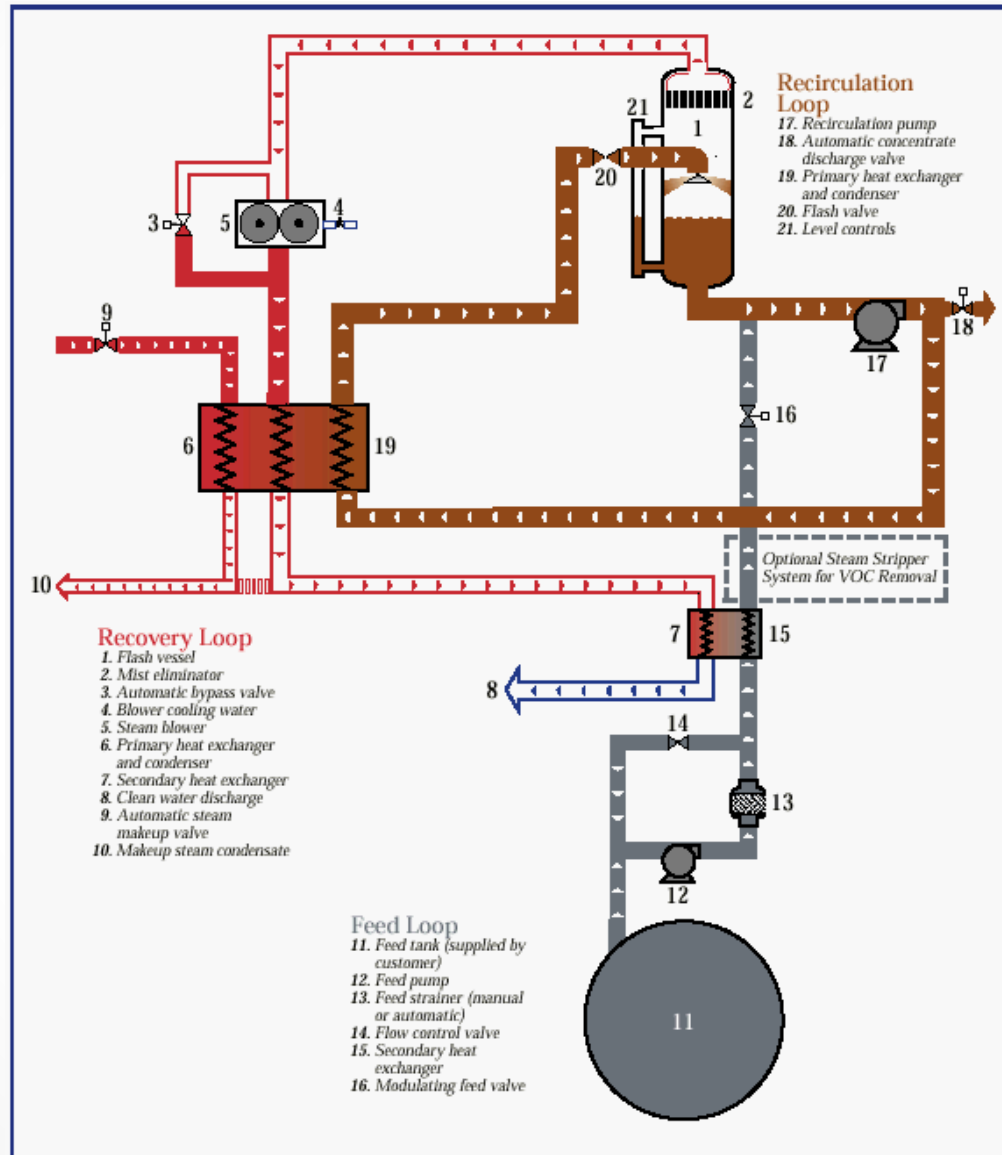 2
Recirculation
Loop
17. Recirculation pump
18. Automatic concentrate
discharge valve
19. Primary heat exchanger
and condenser
20. Flash valve
21. Level controls
21
1
20
3
5
4
9
18
17
16
6
19
Optional Steam Stripper
System for VOC Removal
10
7
15
Recovery Loop
1. Flash vessel
2. Mist eliminator
3. Automatic bypass valve
4. Blower cooling water
5. Steam blower
6. Primary heat exchanger
and condenser
7. Secondary heat exchanger
8. Clean water discharge
9. Automatic steam
makeup valve
10. Makeup steam condensate
8
14
13
12
Feed Loop
11. Feed tank (supplied by
customer)
12. Feed pump
13. Feed strainer (manual
or automatic)
14. Flow control valve
15. Secondary heat
exchanger
16. Modulating feed valve
11